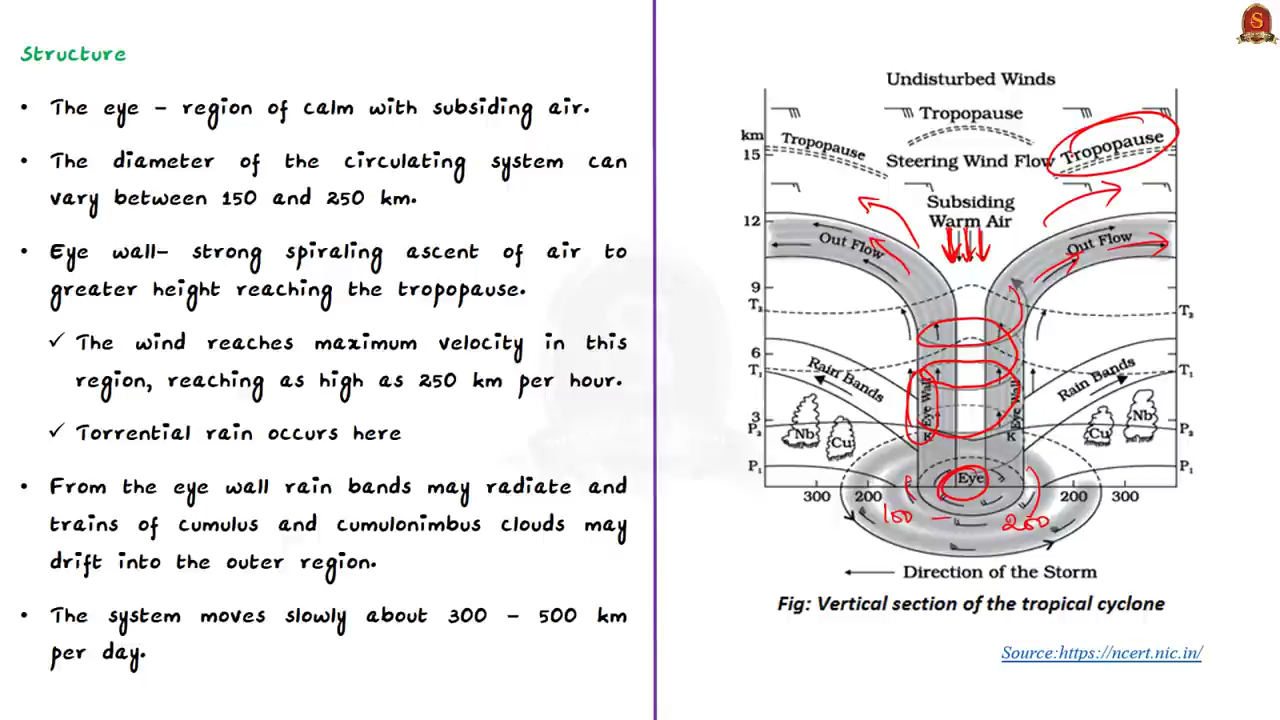 Structure
• The eye – region of calm with subsiding air.
• The diameter of the circulating system can
vary between 150 and 250 km.
• Eye wall– strong spiraling ascent of air to
greater height reaching the tropopause.
✓ The wind reaches maximum velocity in this
region, reaching as high as 250 km per hour.
✓ Torrential rain occurs here
• From the eye wall rain bands may radiate and
trains of cumulus and cumulonimbus clouds may
drift into the outer region.
• The system moves slowly about 300 – 500 km
per day.
S
Undisturbed Winds
Tropopause
km
Tropopause
Tropopause
15
Steering Wind Flow
Subsiding
Warm Air
12
Out Flow
Out Flow
9
T₂
6
T₁
T₁
Rain Bands
Rain Bands
Eye Wall
Eye Wall
3
Nb
Cu
K
K
Cu
Nb
P₂
P₂
P₁
P₁
Eye
300 200
200 300
150 – 250
Direction of the Storm
Fig: Vertical section of the tropical cyclone
Source:https://ncert.nic.in/